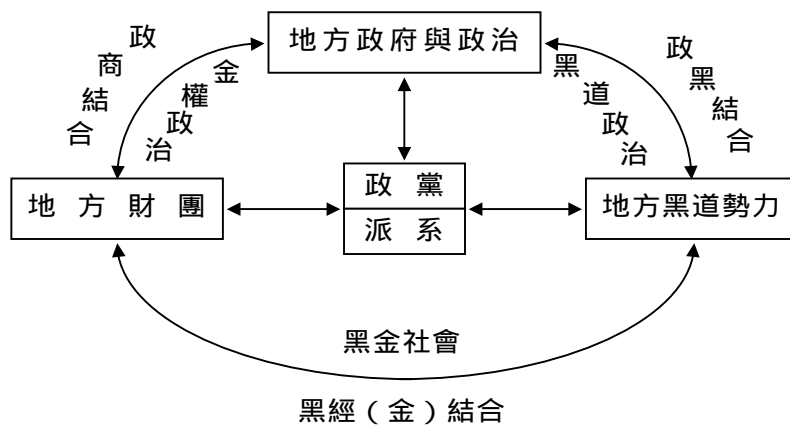 地方政府與政治
政商結合
金權政治
黑道政治
政黑結合
地方財團
政黨
派系
地方黑道勢力
黑金社會
黑經（金）結合